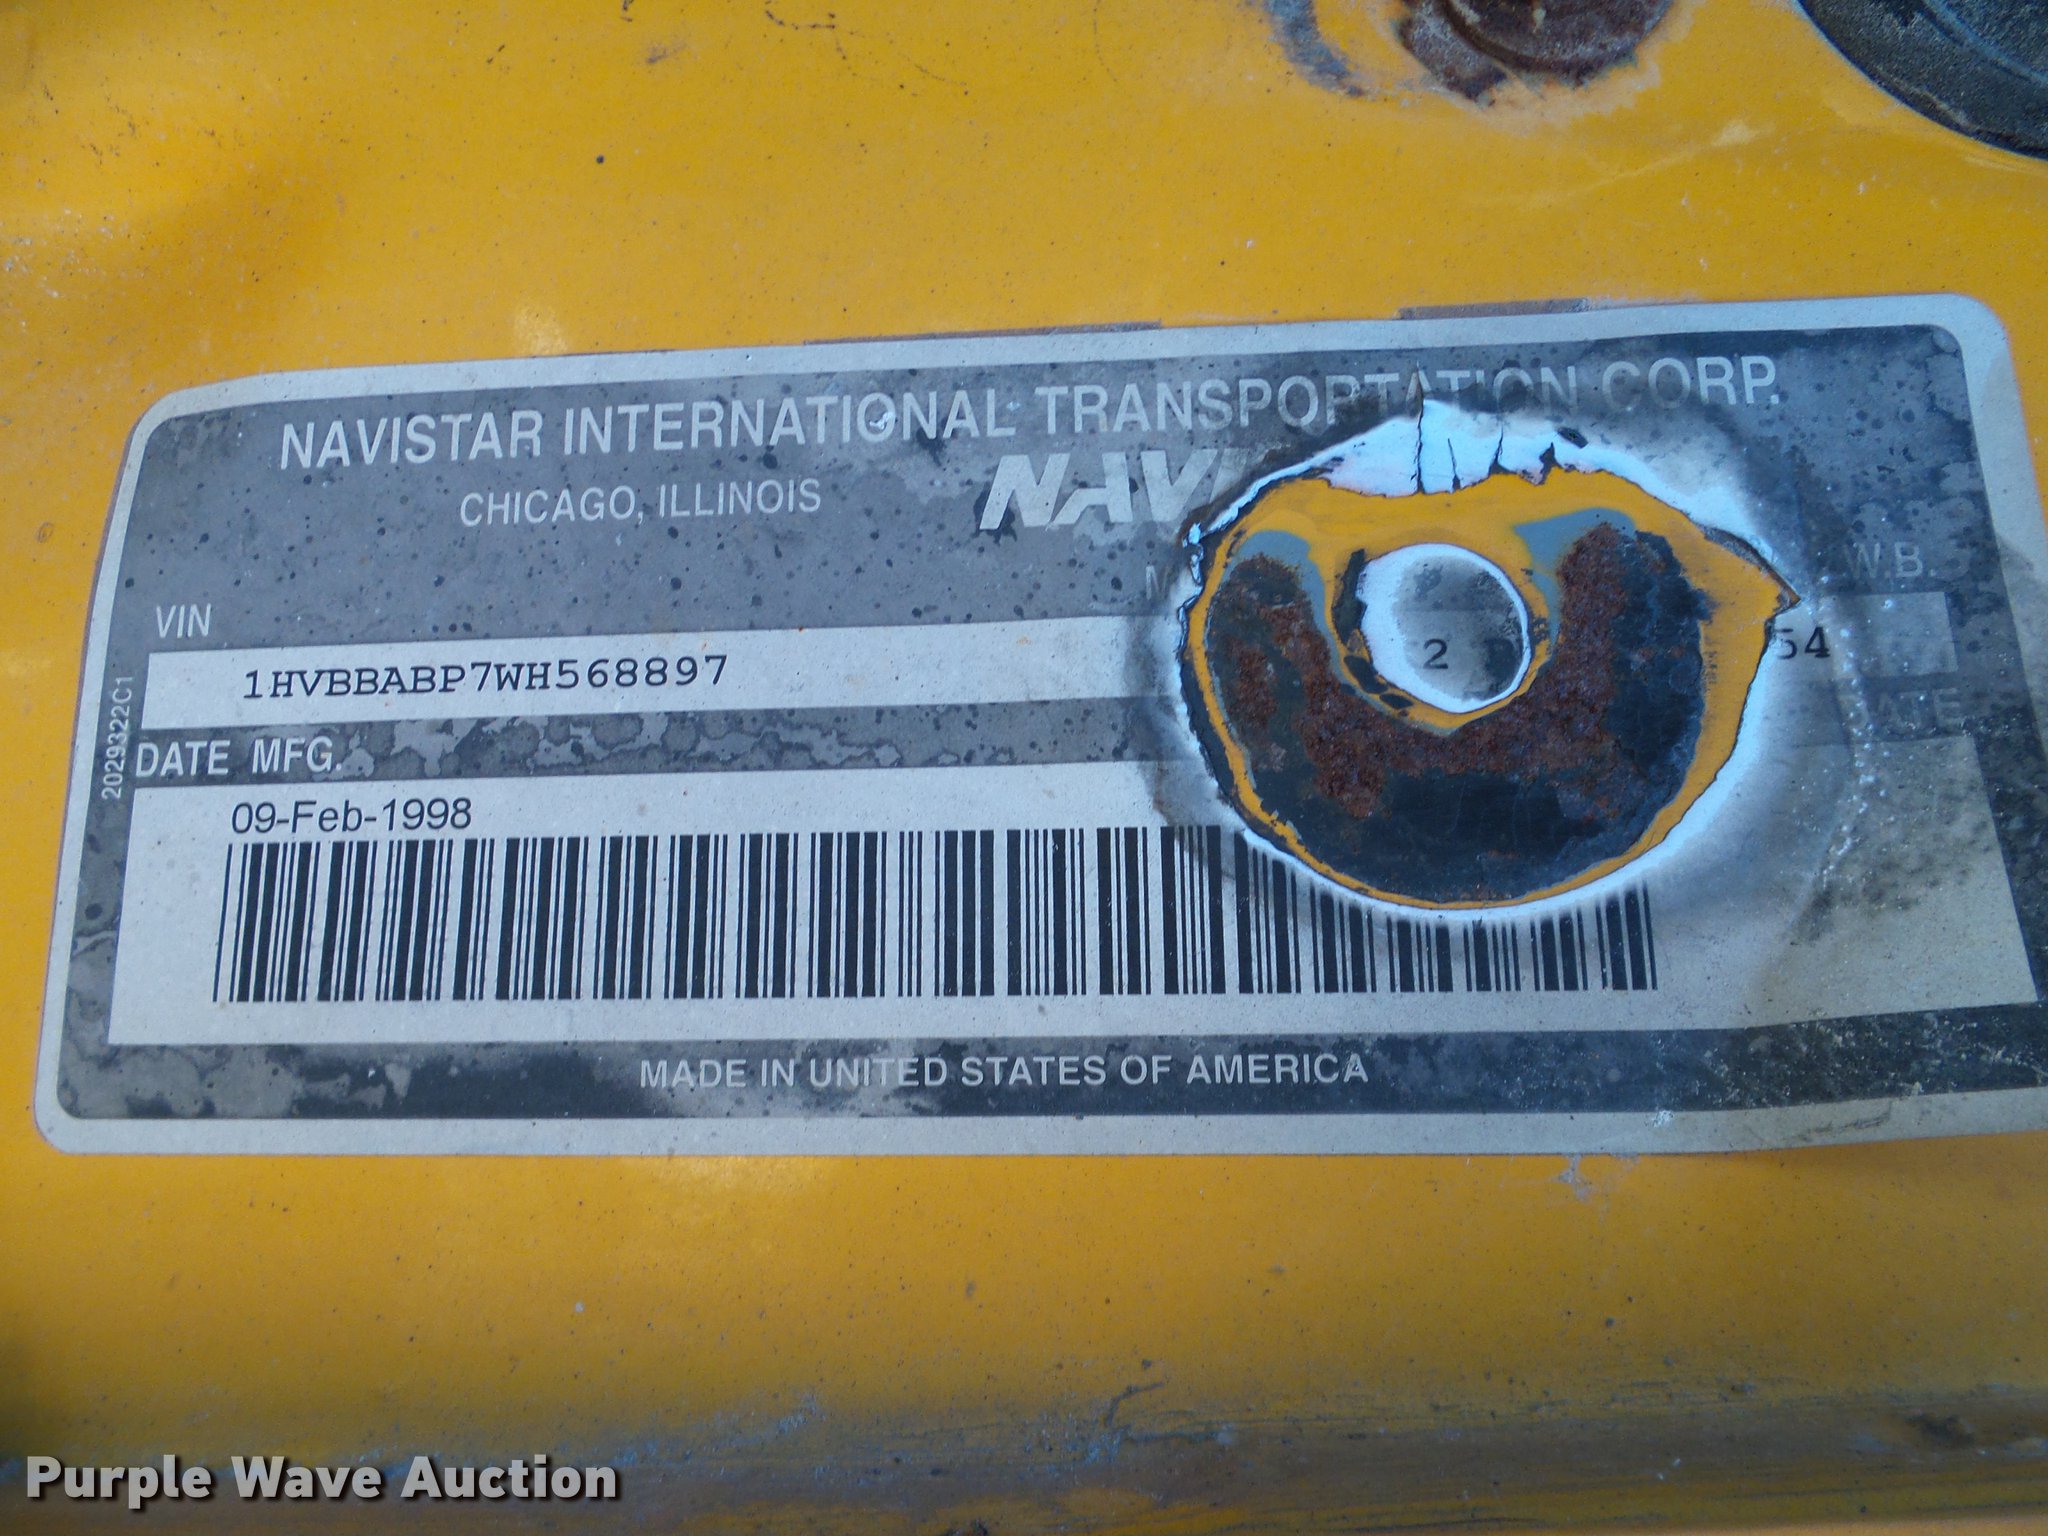 NAVISTAR INTERNATIONAL TRANSPORTATION CORP.
CHICAGO, ILLINOIS
W.B.
VIN
1HVBBABP7WH568897
2
54
DATE MFG.
DATE
2029322C1
09-Feb-1998
MADE IN UNITED STATES OF AMERICA
Purple Wave Auction